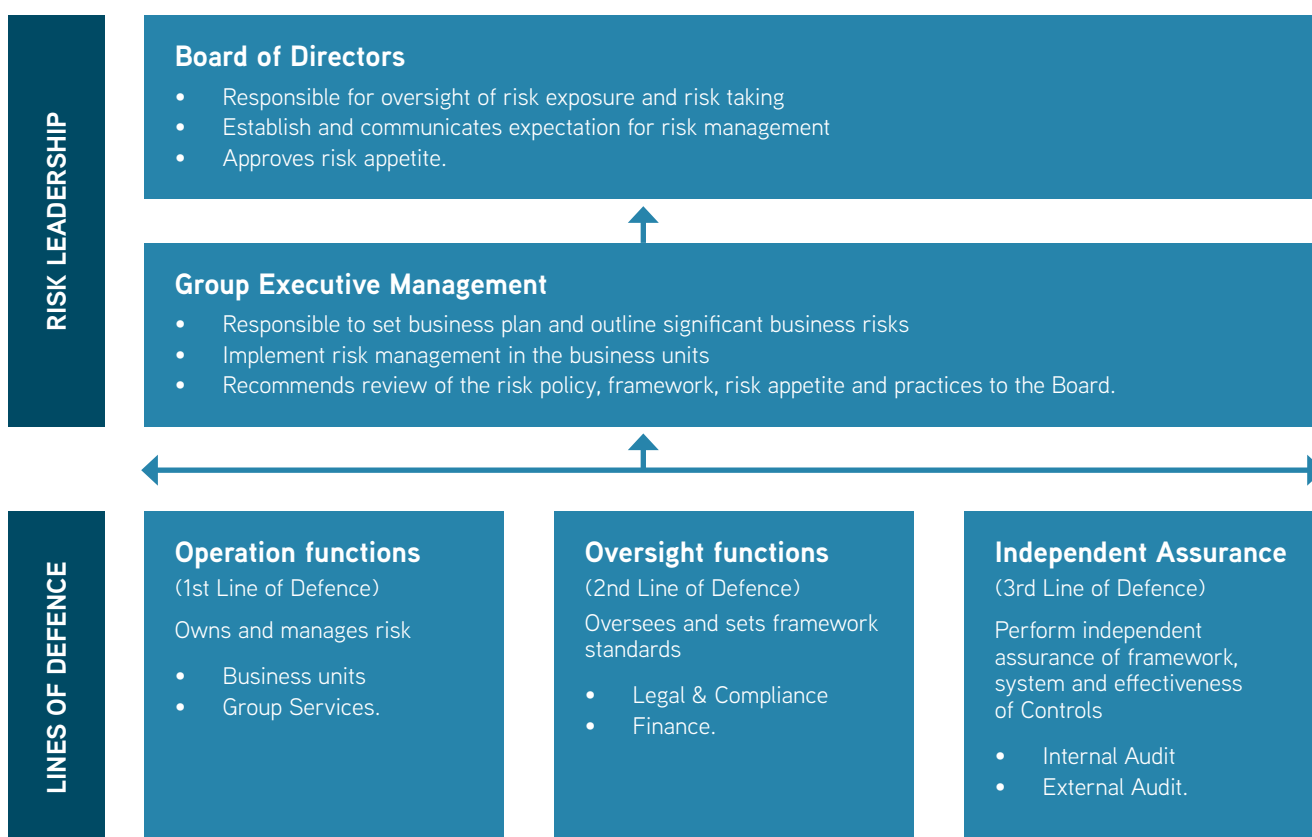 RISK LEADERSHIP
Board of Directors
• Responsible for oversight of risk exposure and risk taking
• Establish and communicates expectation for risk management
• Approves risk appetite.
Group Executive Management
• Responsible to set business plan and outline significant business risks
• Implement risk management in the business units
• Recommends review of the risk policy, framework, risk appetite and practices to the Board.
LINES OF DEFENCE
Operation functions
(1st Line of Defence)
Owns and manages risk
• Business units
• Group Services.
Oversight functions
(2nd Line of Defence)
Oversees and sets framework
standards
• Legal & Compliance
• Finance.
Independent Assurance
(3rd Line of Defence)
Perform independent
assurance of framework,
system and effectiveness
of Controls
• Internal Audit
• External Audit.